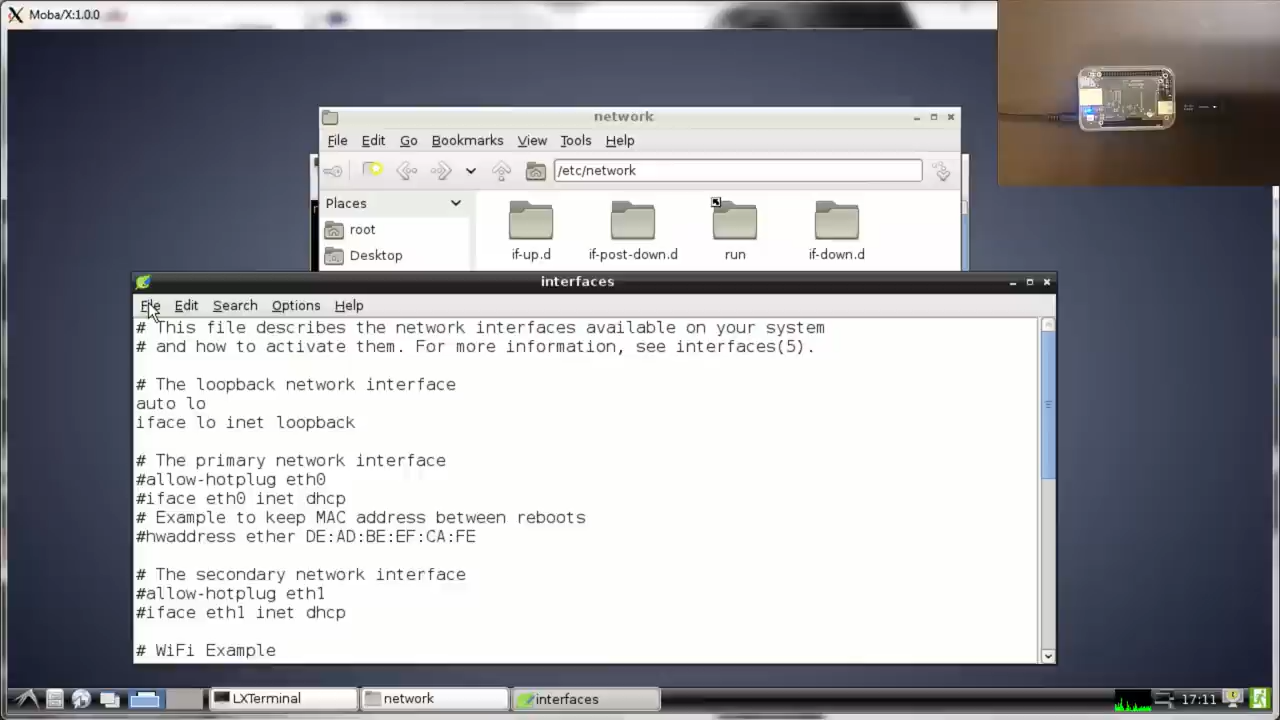 Moba/X:1.0.0
network
File Edit Go Bookmarks View Tools Help
/etc/network
Places
root
Desktop
if-up.d if-post-down.d run if-down.d
interfaces
File Edit Search Options Help
# This file describes the network interfaces available on your system
# and how to activate them. For more information, see interfaces(5).
# The loopback network interface
auto lo
iface lo inet loopback
# The primary network interface
#allow-hotplug eth0
#iface eth0 inet dhcp
# Example to keep MAC address between reboots
#hwaddress ether DE:AD:BE:EF:CA:FE
# The secondary network interface
#allow-hotplug eth1
#iface eth1 inet dhcp
# WiFi Example
LXTerminal network interfaces 17:11